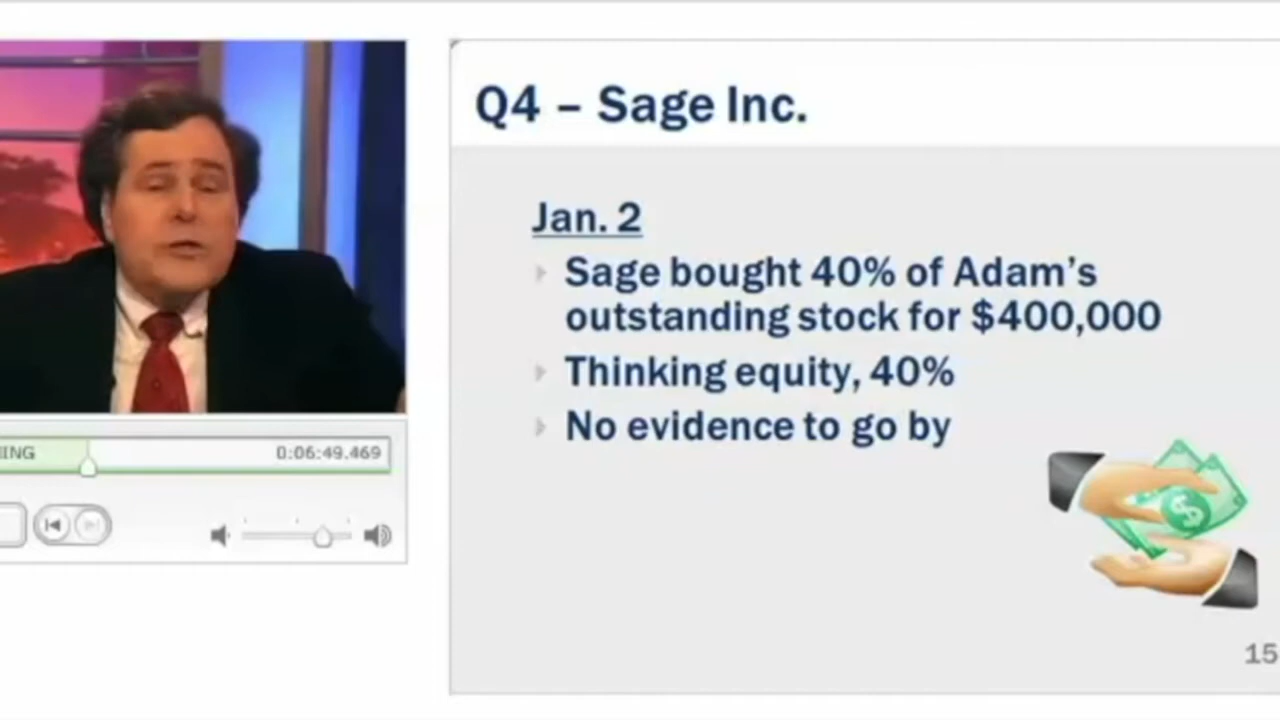 Q4 – Sage Inc.
Jan. 2
Sage bought 40% of Adam's
outstanding stock for $400,000
Thinking equity, 40%
No evidence to go by
ING
0:06:49.469
$
15